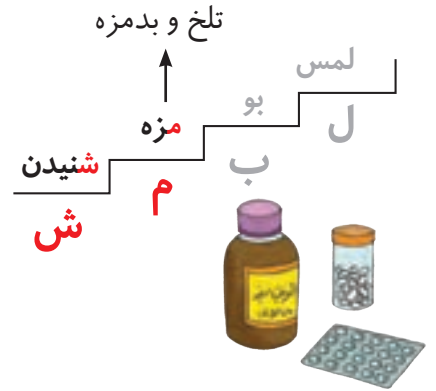 تلخ و بدمزه
لمس
بو
مزه
شنیدن
ل
ب
م
ش